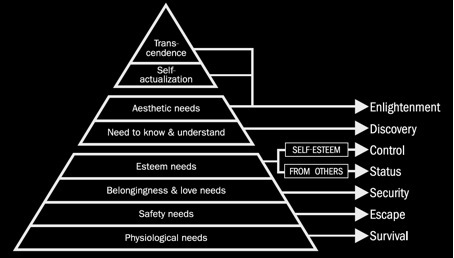 Trans-
cendence
Self-
actualization
Aesthetic needs
Enlightenment
Need to know & understand
Discovery
Esteem needs
SELF-ESTEEM
Control
FROM OTHERS
Status
Belongingness & love needs
Security
Safety needs
Escape
Physiological needs
Survival